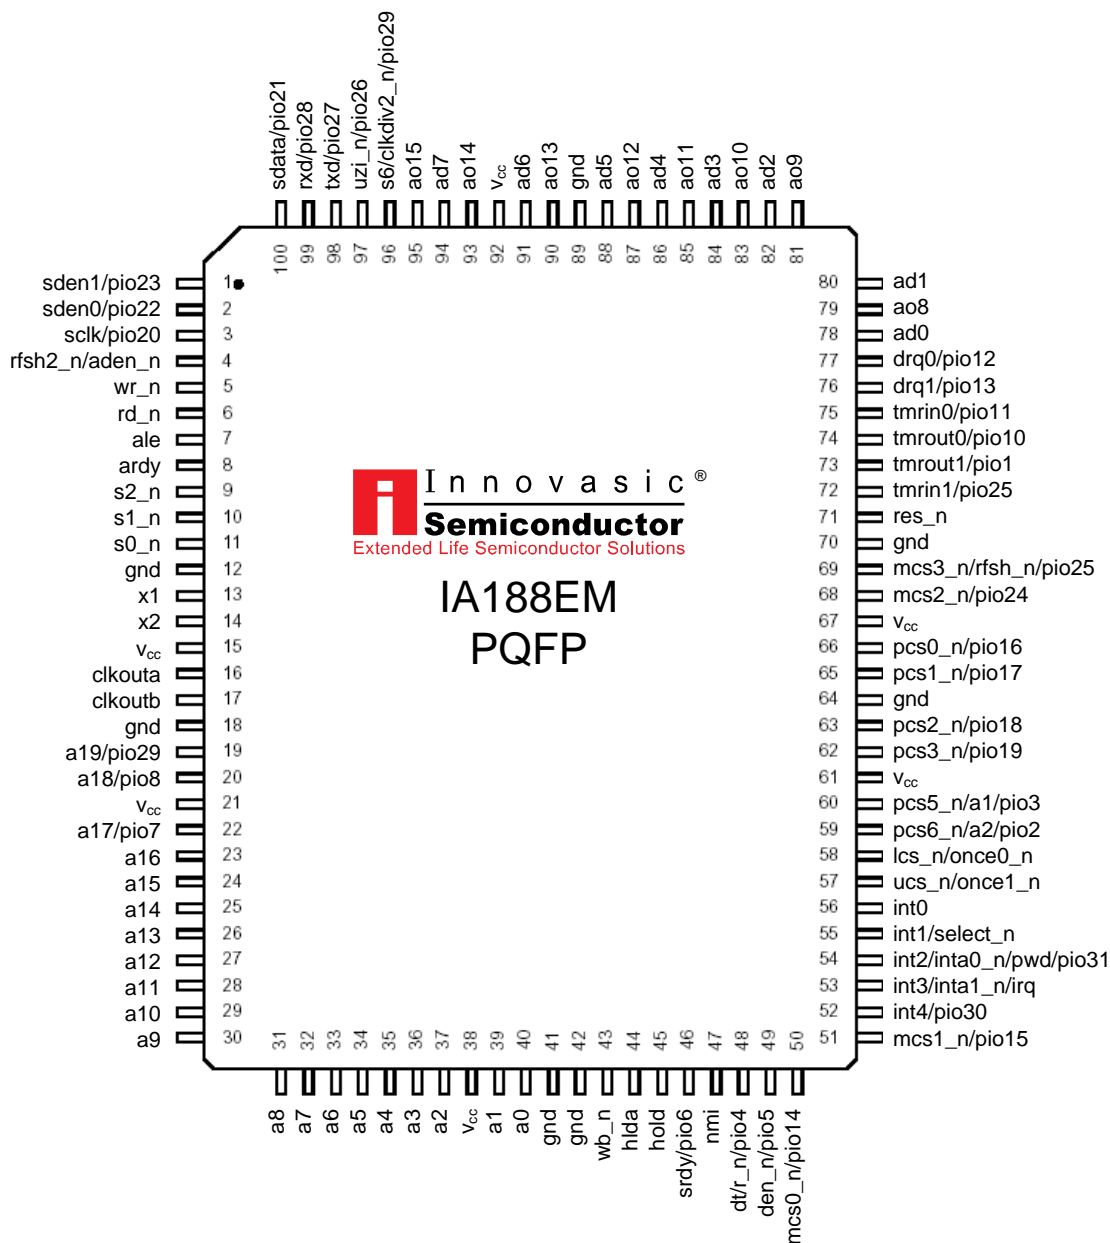 sdata/pio21
rxd/pio28
txd/pio27
uzi_n/pio26
s6/clkdiv2_n/pio29
ao15
ad7
ao14
vcc
ad6
ao13
gnd
ad5
ao12
ad4
ao11
ad3
ao10
ad2
ao9
100 99 98 97 96 95 94 93 92 91 90 89 88 87 86 85 84 83 82 81
sden1/pio23 1
sden0/pio22 2
sclk/pio20 3
rfsh2_n/aden_n 4
wr_n 5
rd_n 6
ale 7
ardy 8
s2_n 9
s1_n 10
s0_n 11
gnd 12
x1 13
x2 14
vcc 15
clkouta 16
clkoutb 17
gnd 18
a19/pio29 19
a18/pio8 20
vcc 21
a17/pio7 22
a16 23
a15 24
a14 25
a13 26
a12 27
a11 28
a10 29
a9 30
Innovasic ®
Semiconductor
Extended Life Semiconductor Solutions
IA188EM
PQFP
80 ad1
79 ao8
78 ad0
77 drq0/pio12
76 drq1/pio13
75 tmrin0/pio11
74 tmrout0/pio10
73 tmrout1/pio1
72 tmrin1/pio25
71 res_n
70 gnd
69 mcs3_n/rfsh_n/pio25
68 mcs2_n/pio24
67 vcc
66 pcs0_n/pio16
65 pcs1_n/pio17
64 gnd
63 pcs2_n/pio18
62 pcs3_n/pio19
61 vcc
60 pcs5_n/a1/pio3
59 pcs6_n/a2/pio2
58 lcs_n/once0_n
57 ucs_n/once1_n
56 int0
55 int1/select_n
54 int2/inta0_n/pwd/pio31
53 int3/inta1_n/irq
52 int4/pio30
51 mcs1_n/pio15
31 32 33 34 35 36 37 38 39 40 41 42 43 44 45 46 47 48 49 50
a8
a7
a6
a5
a4
a3
a2
vcc
a1
a0
gnd
gnd
wb_n
hlda
hold
srdy/pio6
nmi
dt/r_n/pio4
den_n/pio5
mcs0_n/pio14